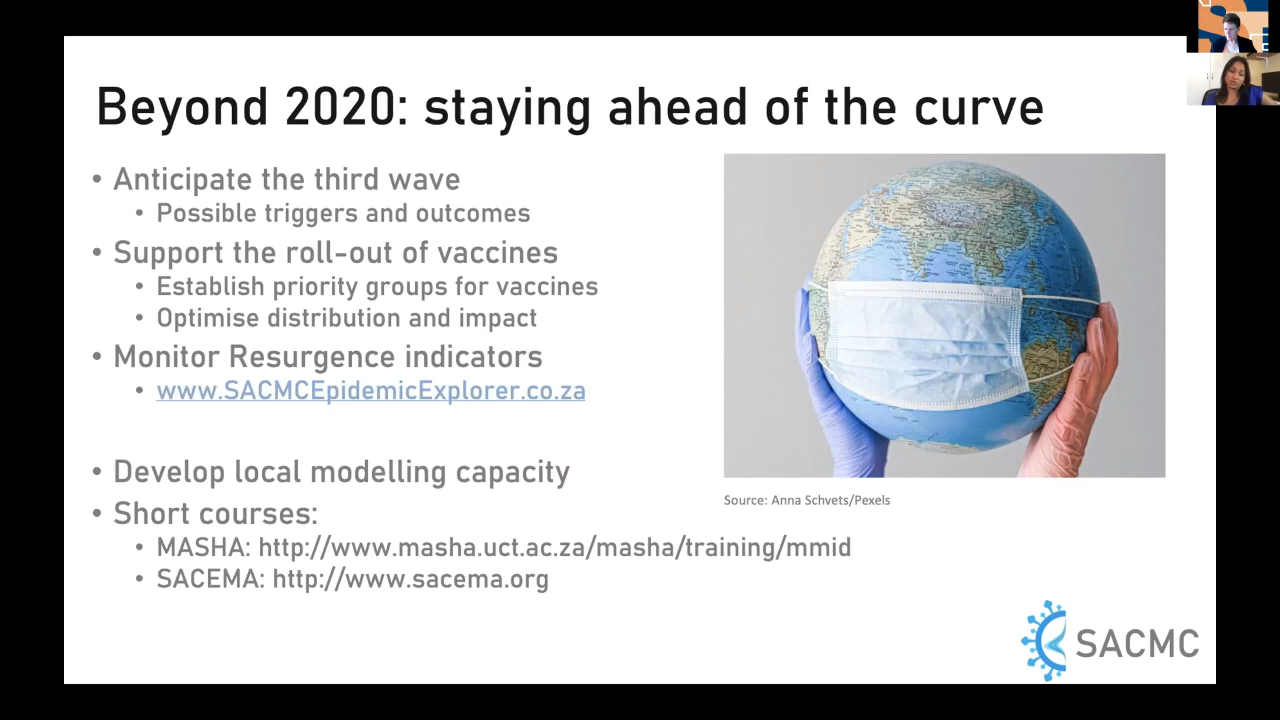 Beyond 2020: staying ahead of the curve
• Anticipate the third wave
• Possible triggers and outcomes
• Support the roll-out of vaccines
• Establish priority groups for vaccines
• Optimise distribution and impact
• Monitor Resurgence indicators
• www.SACMCEpidemicExplorer.co.za
• Develop local modelling capacity
• Short courses:
• MASHA: http://www.masha.uct.ac.za/masha/training/mmid
• SACEMA: http://www.sacema.org
Source: Anna Schvets/Pexels
SACMC